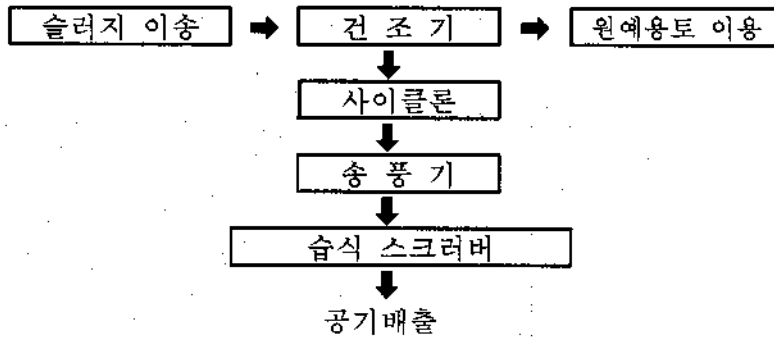 슬러지 이송 ➡ 건 조 기 ➡ 원예용토 이용
사이클론
송 풍 기
습식 스크러버
공기배출